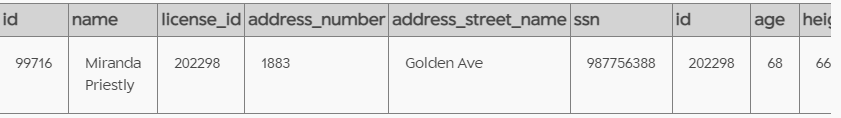 id name license_id address_number address_street_name ssn id age heig
99716 Miranda Priestly 202298 1883 Golden Ave 987756388 202298 68 66